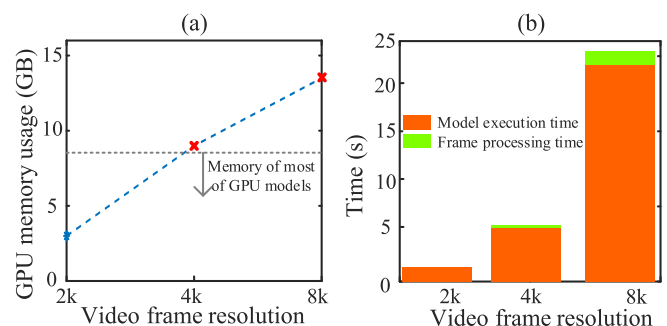 (a)
GPU memory usage (GB)
15
10
5
0
Memory of most
of GPU models
2k
4k
8k
Video frame resolution
(b)
Time (s)
25
20
15
10
5
0
Model execution time
Frame processing time
2k
4k
8k
Video frame resolution